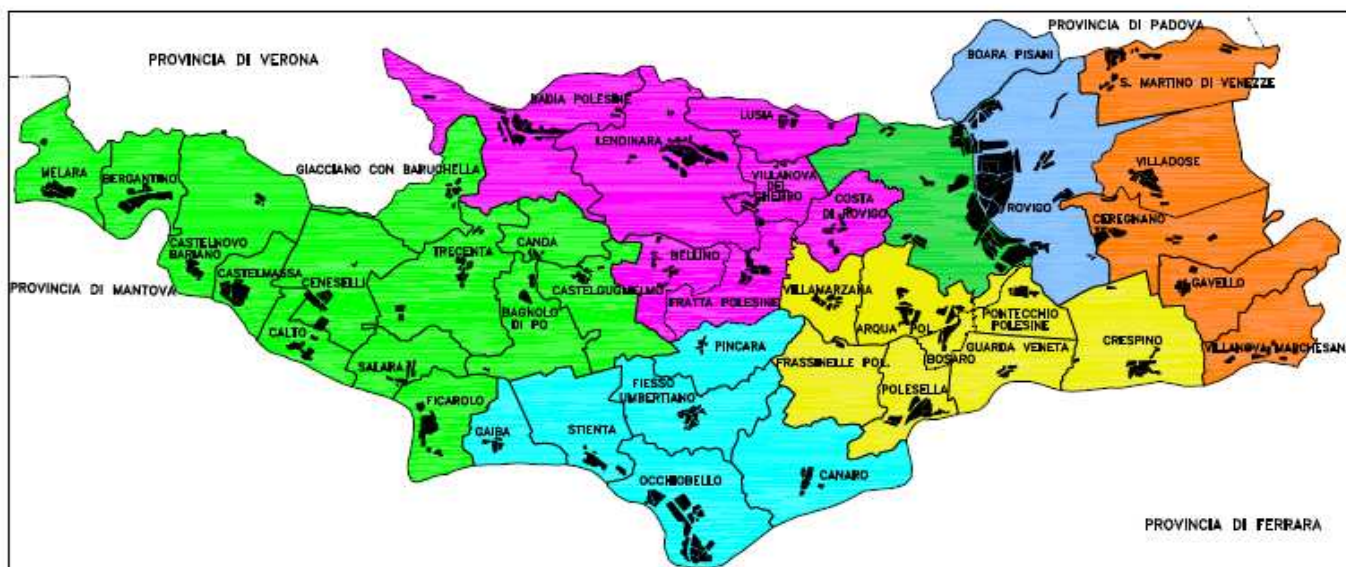 PROVINCIA DI PADOVA
PROVINCIA DI VERONA
BOARA PISANI
S. MARTINO DI VENEZZE
BADIA POLESINE
LUSIA
LENDINARA
GIACCIANO CON BARUCHELLA
MELARA
BERGANTINO
VILLANOVA
DEL
GHEBBO
COSTA
DI ROVIGO
ROVIGO
VILLADOSE
CEREGNANO
CASTELNOVO
BARIANO
TRECENTA
CANDA
BELLINO
CASTELMASSA
CENESELLI
CASTELGUGLIELMO
PROVINCIA DI MANTOVA
BAGNOLO
DI PO
FRATTA POLESINE
VILLAMARZANA
GAVELLO
CALTO
ARQUA' POL.
PONTECCHIO
POLESINE
PINCARA
GUARDA VENETA
CRESPINO
VILLANOVA MARCHESAN
SALARA
FRASSINELLE POL.
BOSARO
FICAROLO
FIESSO
UMBERTIANO
POLESELLA
GAIBA
STIENTA
OCCHIOBELLO
CANARO
PROVINCIA DI FERRARA